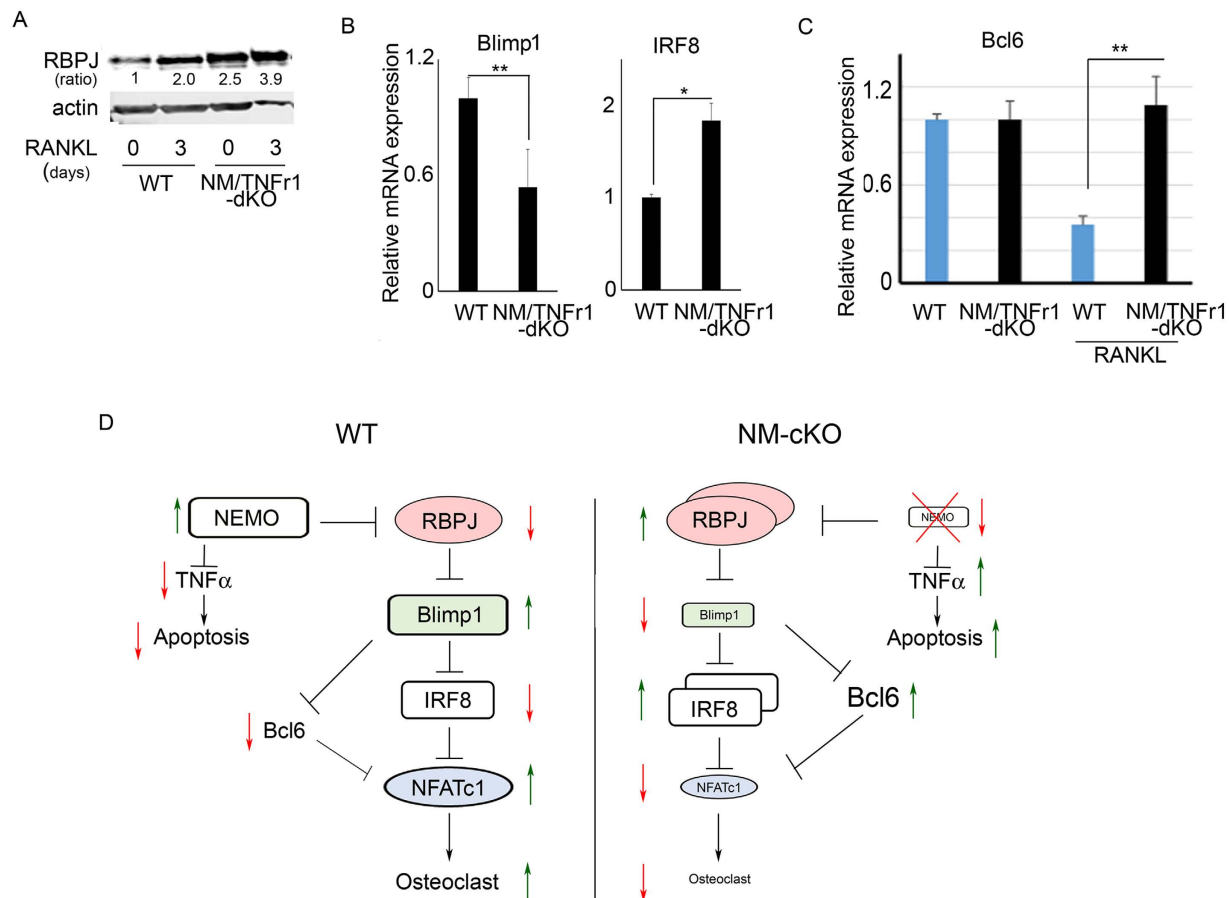 A
RBPJ
(ratio)
1 2.0 2.5 3.9
actin
RANKL 0 3 0 3
(days)
WT NM/TNFr1
-dKO
B
Blimp1
Relative mRNA expression
1.2
0.6
0
**
WT NM/TNFr1
-dKO
IRF8
2
1
0
*
WT NM/TNFr1
-dKO
C
Bcl6
Relative mRNA expression
1.2
0.6
0
**
WT NM/TNFr1 WT NM/TNFr1
-dKO -dKO
RANKL
D
WT
NEMO RBPJ
TNFα
Apoptosis
Blimp1
IRF8
Bcl6
NFATc1
Osteoclast
NM-cKO
RBPJ NEMO
TNFα
Blimp1
Apoptosis
IRF8 Bcl6
NFATc1
Osteoclast